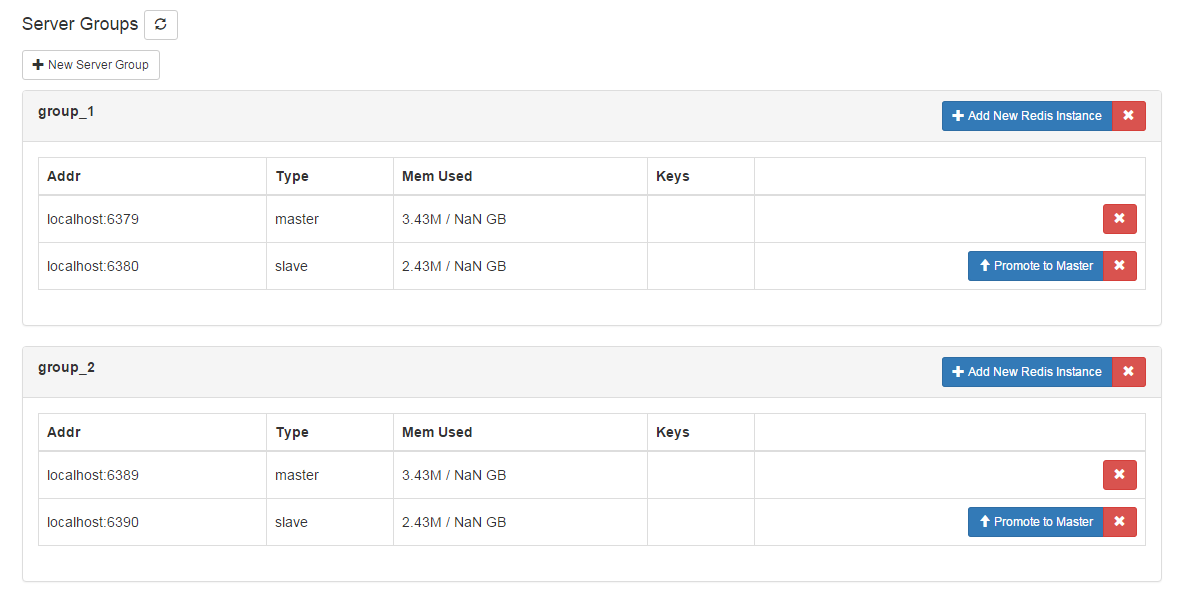 Server Groups
New Server Group
group_1
Add New Redis Instance
Addr Type Mem Used Keys
localhost:6379 master 3.43M / NaN GB
localhost:6380 slave 2.43M / NaN GB Promote to Master
group_2
Add New Redis Instance
Addr Type Mem Used Keys
localhost:6389 master 3.43M / NaN GB
localhost:6390 slave 2.43M / NaN GB Promote to Master